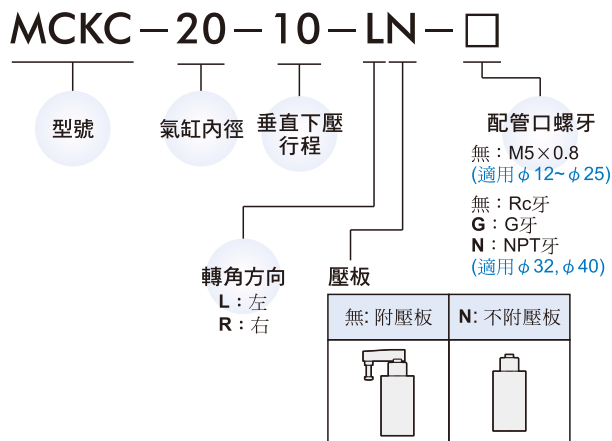 MCKC－20－10－LN－□
型號
氣缸內徑
垂直下壓
行程
配管口螺牙
無：M5×0.8
(適用φ12~φ25)
無：Rc牙
G：G牙
N：NPT牙
(適用φ32,φ40)
轉角方向
L：左
R：右
壓板
無: 附壓板
N: 不附壓板